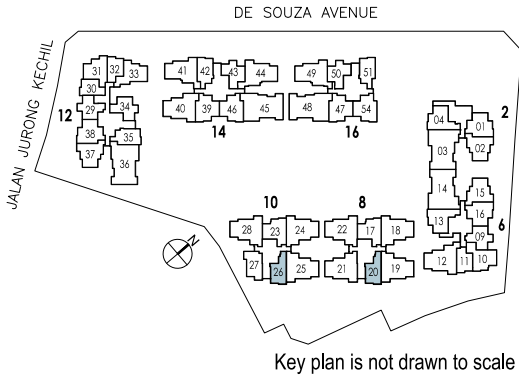 DE SOUZA AVENUE
JALAN JURONG KECHIL
31 32 33 41 42 43 44 49 50 51
30
12 29 34 40 39 46 45 48 47 54
38 35
37 36
14 16
2
04 01
03 02
14 15
13 16
6
09
12 11 10
10 8
28 23 24 22 17 18
27 26 25 21 20 19
N
Key plan is not drawn to scale